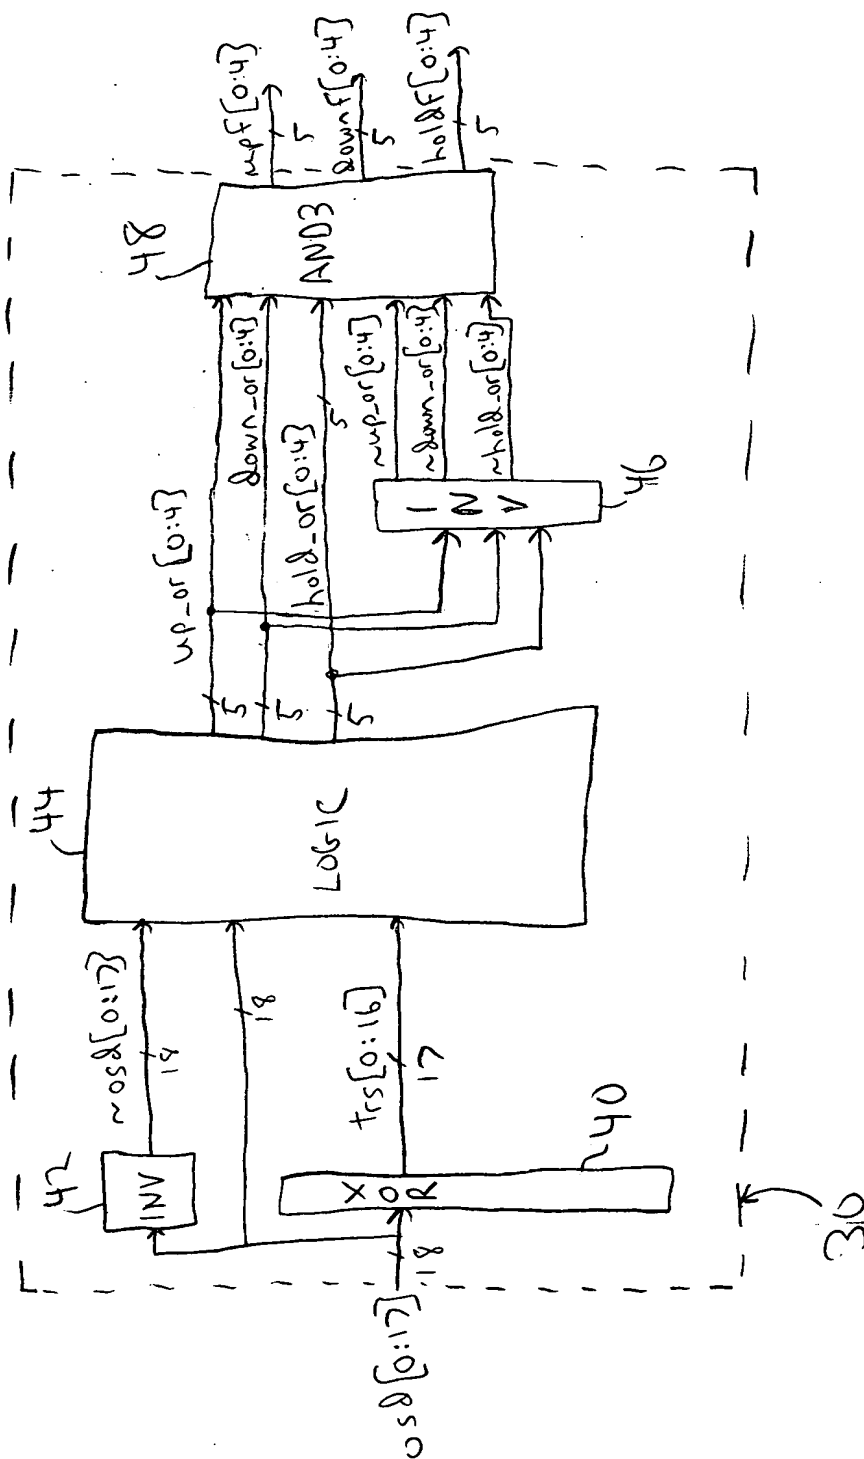 osd[0:17]
18
XOR
40
42
INV
~osd[0:17]
18
18
trs[0:16]
17
44
LOGIC
5
5
5
up_or[0:4]
down_or[0:4]
hold_or[0:4]
5
INV
46
~up_or[0:4]
~down_or[0:4]
~hold_or[0:4]
48
AND3
upf[0:4]
5
downf[0:4]
5
holdf[0:4]
5
30